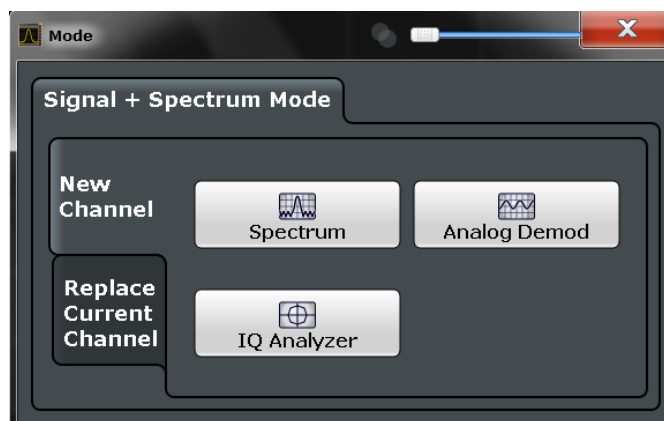 Mode
X
Signal + Spectrum Mode
New
Channel
Spectrum
Analog Demod
Replace
Current
Channel
IQ Analyzer